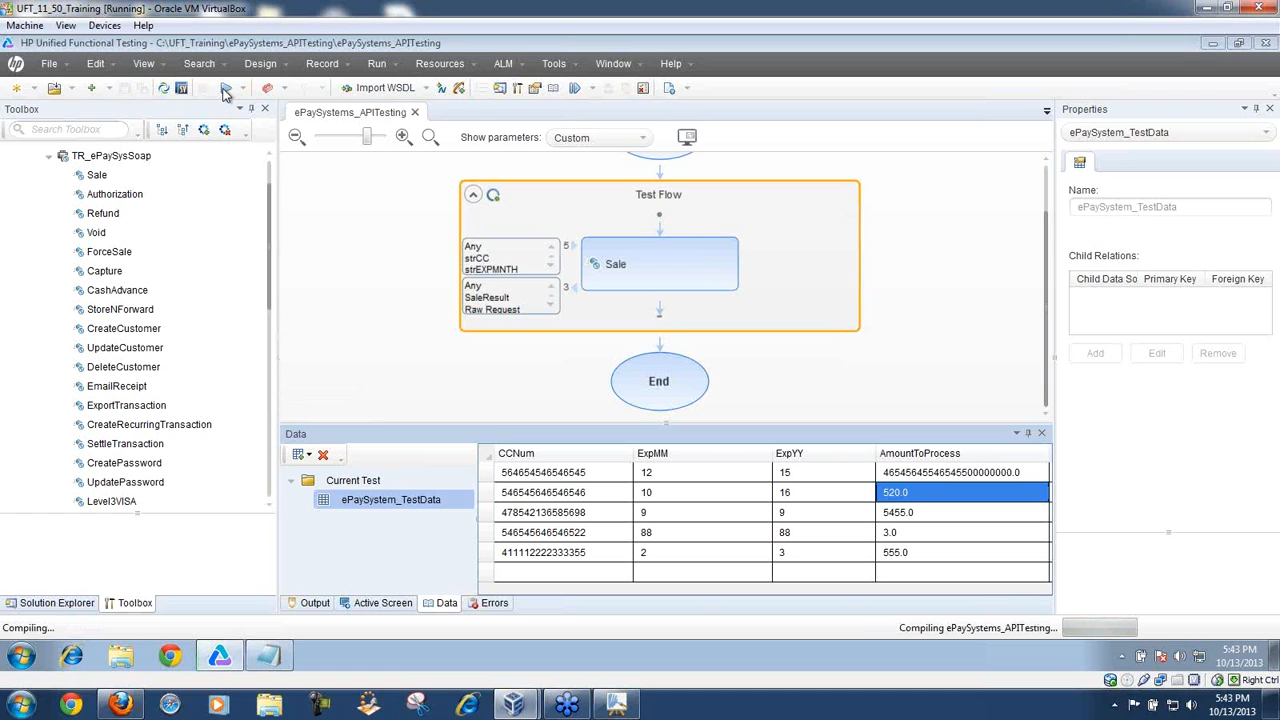 UFT_11_50_Training [Running] - Oracle VM VirtualBox
Machine View Devices Help
HP Unified Functional Testing - C:\UFT_Training\ePaySystems_APITesting\ePaySystems_APITesting
File Edit View Search Design Record Run Resources ALM Tools Window Help
Import WSDL
Toolbox
Search Toolbox
TR_ePaySysSoap
Sale
Authorization
Refund
Void
ForceSale
Capture
CashAdvance
StoreNForward
CreateCustomer
UpdateCustomer
DeleteCustomer
EmailReceipt
ExportTransaction
CreateRecurringTransaction
SettleTransaction
CreatePassword
UpdatePassword
Level3VISA
Solution Explorer Toolbox
ePaySystems_APITesting
Show parameters: Custom
Test Flow
Any
strCC
strEXPMNTH
5
Sale
Any
SaleResult
Raw Request
3
End
Data
Current Test
ePaySystem_TestData
CCNum ExpMM ExpYY AmountToProcess
564654546546545 12 15 46545645546545500000000.0
546545646546546 10 16 520.0
478542136585698 9 9 5455.0
546545646546522 88 88 3.0
411112222333355 2 3 555.0
Output Active Screen Data Errors
Properties
ePaySystem_TestData
Name:
ePaySystem_TestData
Child Relations:
Child Data So Primary Key Foreign Key
Add Edit Remove
Compiling... Compiling ePaySystems_APITesting...
5:43 PM
10/13/2013
Right Ctrl
5:43 PM
10/13/2013